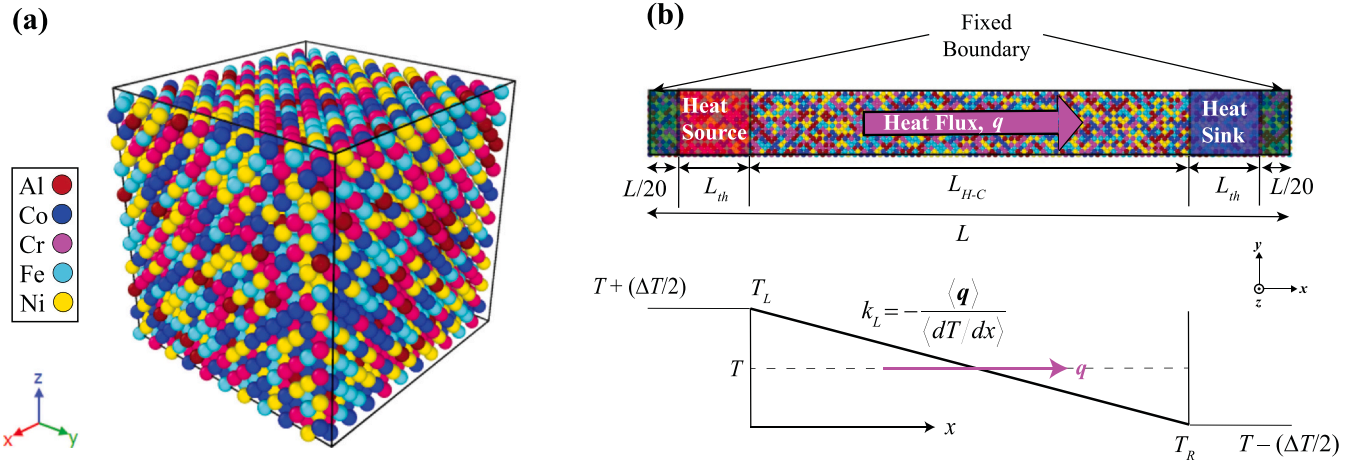 (a)
Al
Co
Cr
Fe
Ni
z
x
y
(b)
Fixed
Boundary
Heat
Source
Heat Flux, q
Heat
Sink
L/20
L_th
L_H-C
L_th
L/20
L
y
z
x
T + (ΔT/2)
T_L
k_L = - ⟨q⟩ / ⟨dT/dx⟩
T
q
x
T_R
T - (ΔT/2)